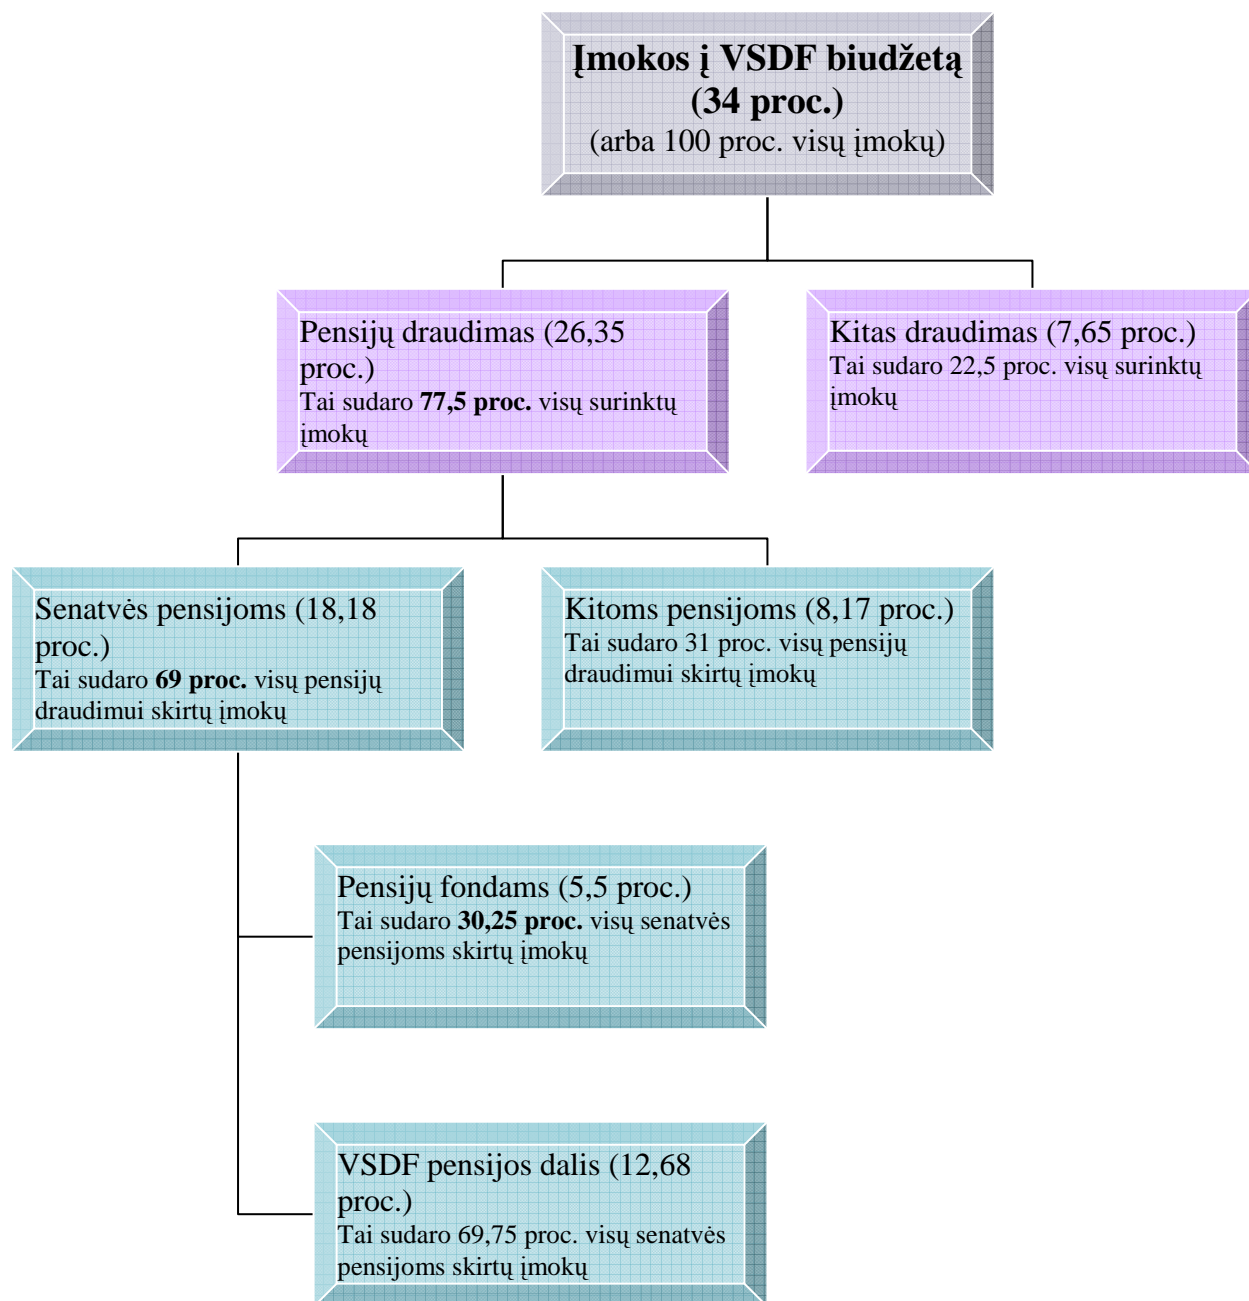 Įmokos į VSDF biudžetą
(34 proc.)
(arba 100 proc. visų įmokų)
Pensijų draudimas (26,35
proc.)
Tai sudaro 77,5 proc. visų surinktų
įmokų
Kitas draudimas (7,65 proc.)
Tai sudaro 22,5 proc. visų surinktų
įmokų
Senatvės pensijoms (18,18
proc.)
Tai sudaro 69 proc. visų pensijų
draudimui skirtų įmokų
Kitoms pensijoms (8,17 proc.)
Tai sudaro 31 proc. visų pensijų
draudimui skirtų įmokų
Pensijų fondams (5,5 proc.)
Tai sudaro 30,25 proc. visų senatvės
pensijoms skirtų įmokų
VSDF pensijos dalis (12,68
proc.)
Tai sudaro 69,75 proc. visų senatvės
pensijoms skirtų įmokų